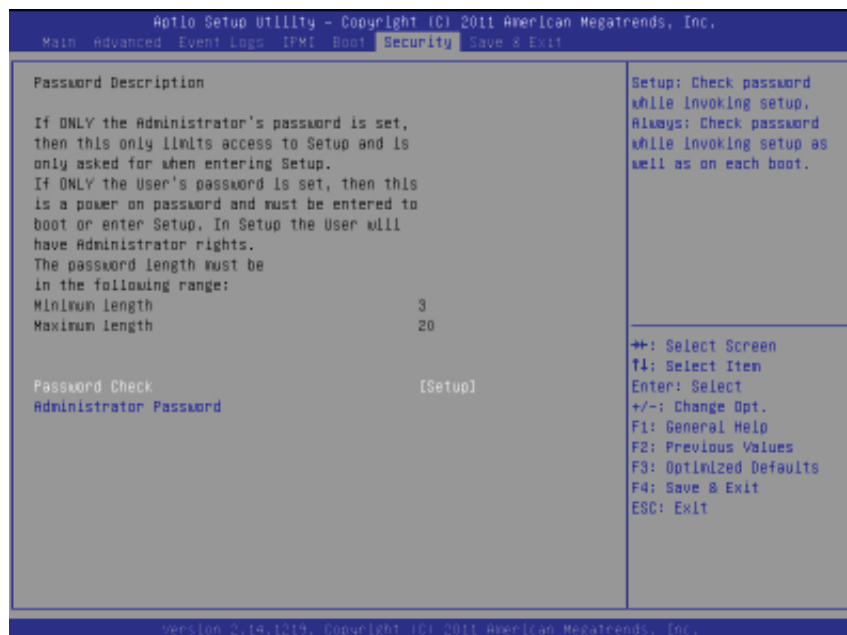 Aptio Setup Utility – Copyright (C) 2011 American Megatrends, Inc.
Main Advanced Event Logs IPMI Boot Security Save & Exit
Password Description
If ONLY the Administrator's password is set,
then this only limits access to Setup and is
only asked for when entering Setup.
If ONLY the User's password is set, then this
is a power on password and must be entered to
boot or enter Setup. In Setup the User will
have Administrator rights.
The password length must be
in the following range:
Minimum length 3
Maximum length 20
Password Check [Setup]
Administrator Password
Setup: Check password
while invoking setup.
Always: Check password
while invoking setup as
well as on each boot.
→←: Select Screen
↑↓: Select Item
Enter: Select
+/-: Change Opt.
F1: General Help
F2: Previous Values
F3: Optimized Defaults
F4: Save & Exit
ESC: Exit
Version 2.14.1219. Copyright (C) 2011 American Megatrends, Inc.